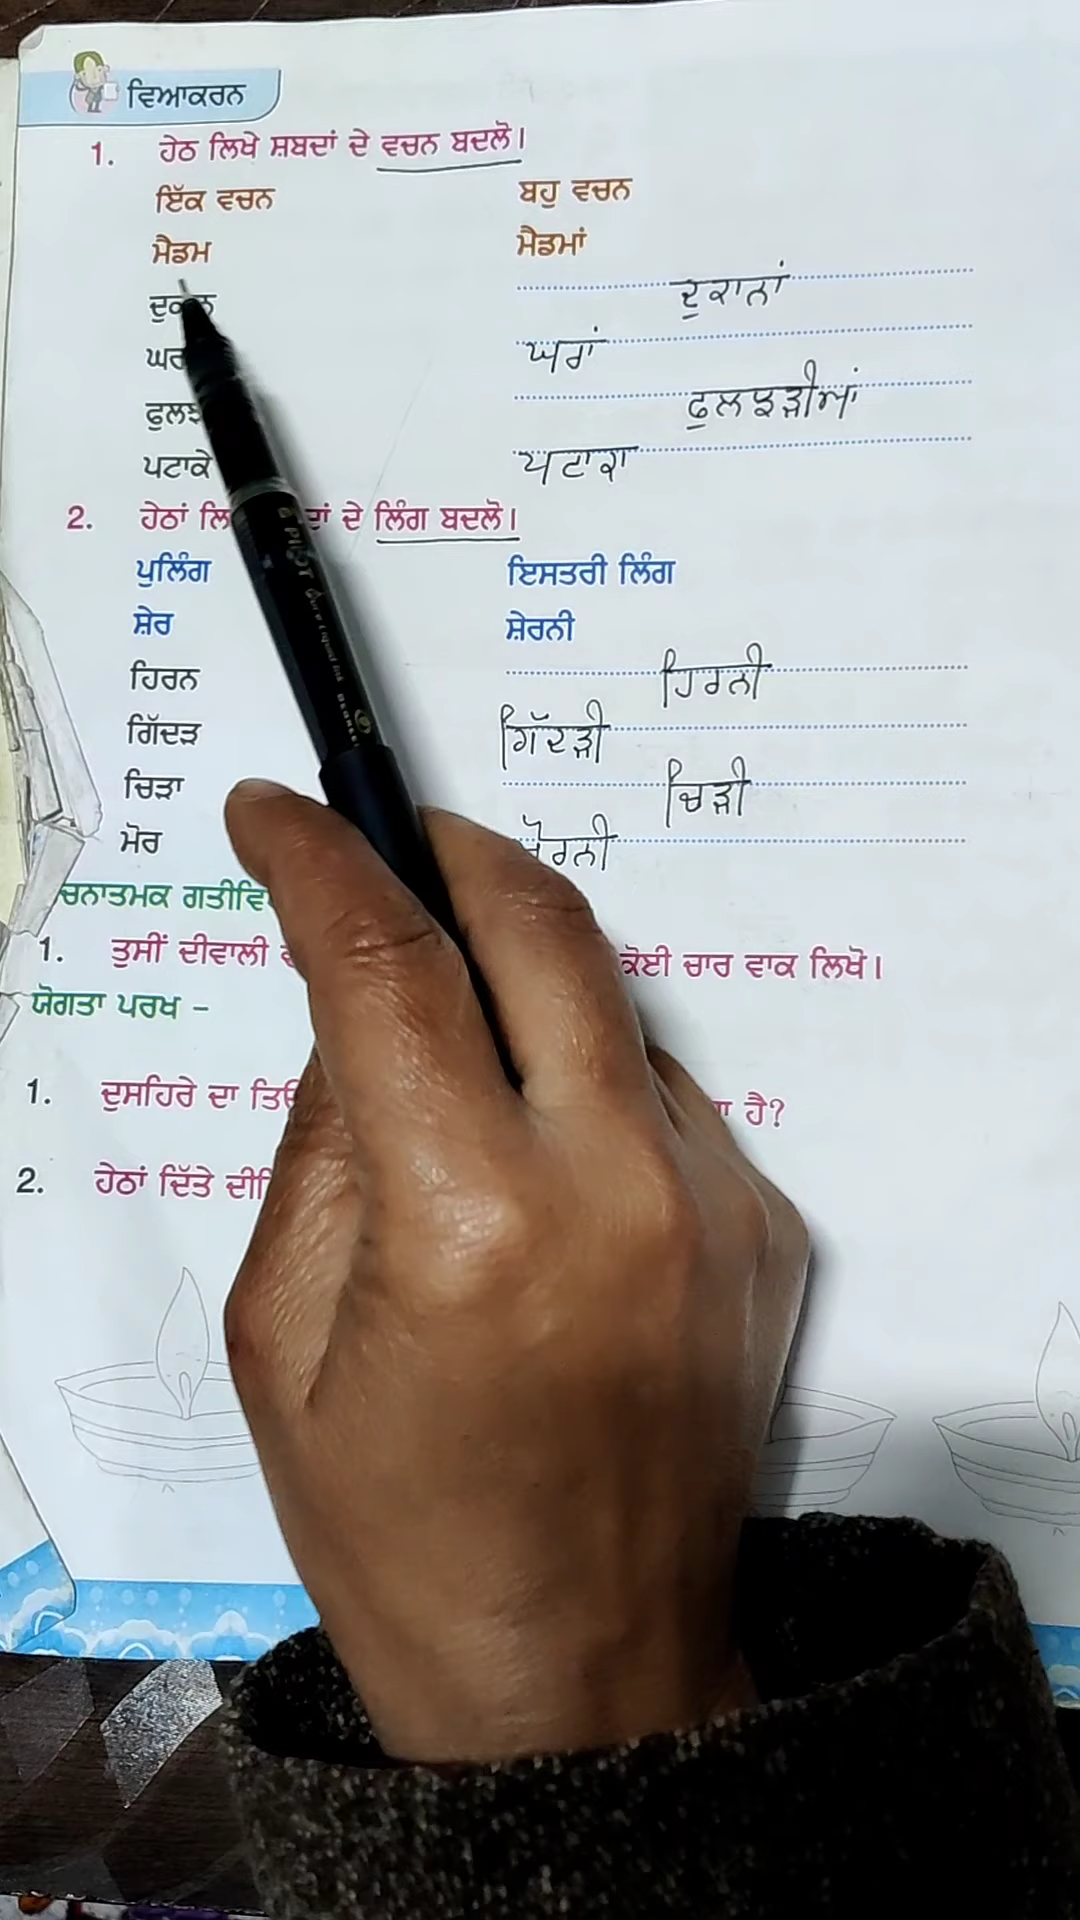 ਵਿਆਕਰਨ
1. ਹੇਠ ਲਿਖੇ ਸ਼ਬਦਾਂ ਦੇ ਵਚਨ ਬਦਲੋ।
ਇੱਕ ਵਚਨ ਬਹੁ ਵਚਨ
ਮੈਡਮ ਮੈਡਮਾਂ
ਦੁਕਾਨਾਂ
ਘਰਾਂ
ਫੁਲਝੜੀਆਂ
ਪਟਾਕੇ ਪਟਾਕਾ
2. ਹੇਠਾਂ ਦੇ ਲਿੰਗ ਬਦਲੋ।
ਪੁਲਿੰਗ ਇਸਤਰੀ ਲਿੰਗ
ਸ਼ੇਰ ਸ਼ੇਰਨੀ
ਹਿਰਨ ਹਿਰਨੀ
ਗਿੱਦੜ ਗਿੱਦੜੀ
ਚਿੜਾ ਚਿੜੀ
ਮੋਰ
1. ਤੁਸੀਂ ਦੀਵਾਲੀ ਕੋਈ ਚਾਰ ਵਾਕ ਲਿਖੋ।
ਯੋਗਤਾ ਪਰਖ –
1. ਦੁਸਹਿਰੇ ਦਾ ਹੈ?
2. ਹੇਠਾਂ ਦਿੱਤੇ